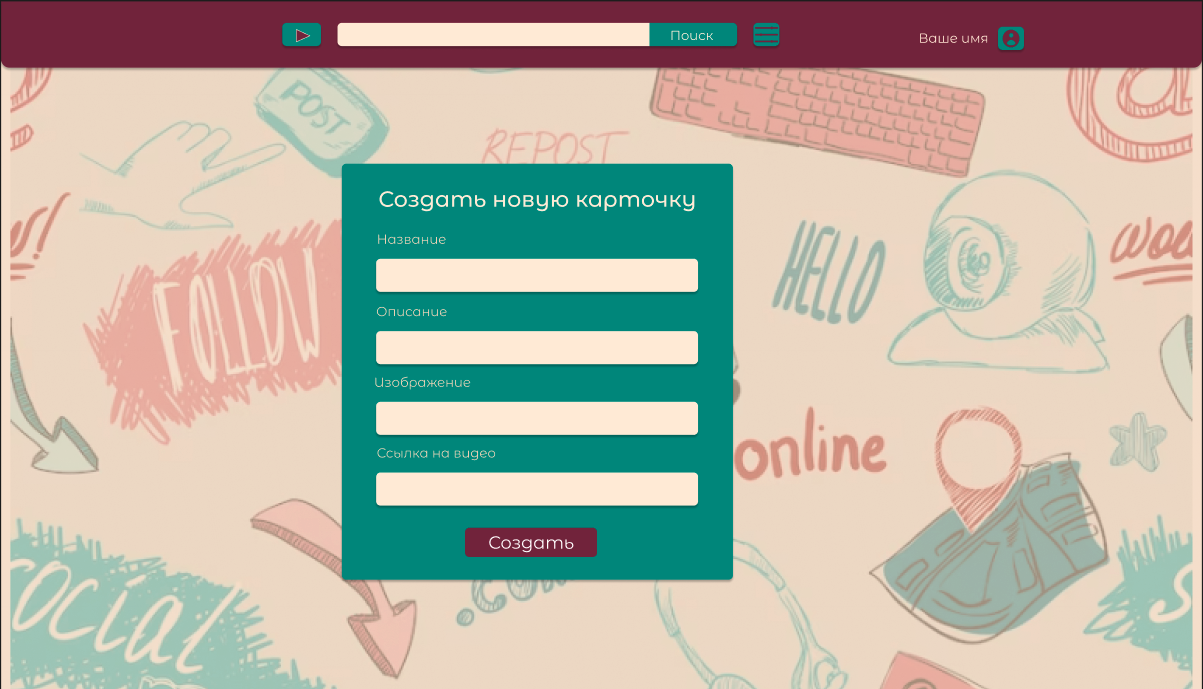 Поиск
Ваше имя
POST
REPOST
Создать новую карточку
Название
HELLO
FOLLOW
Описание
Изображение
online
Ссылка на видео
Создать
.com
social